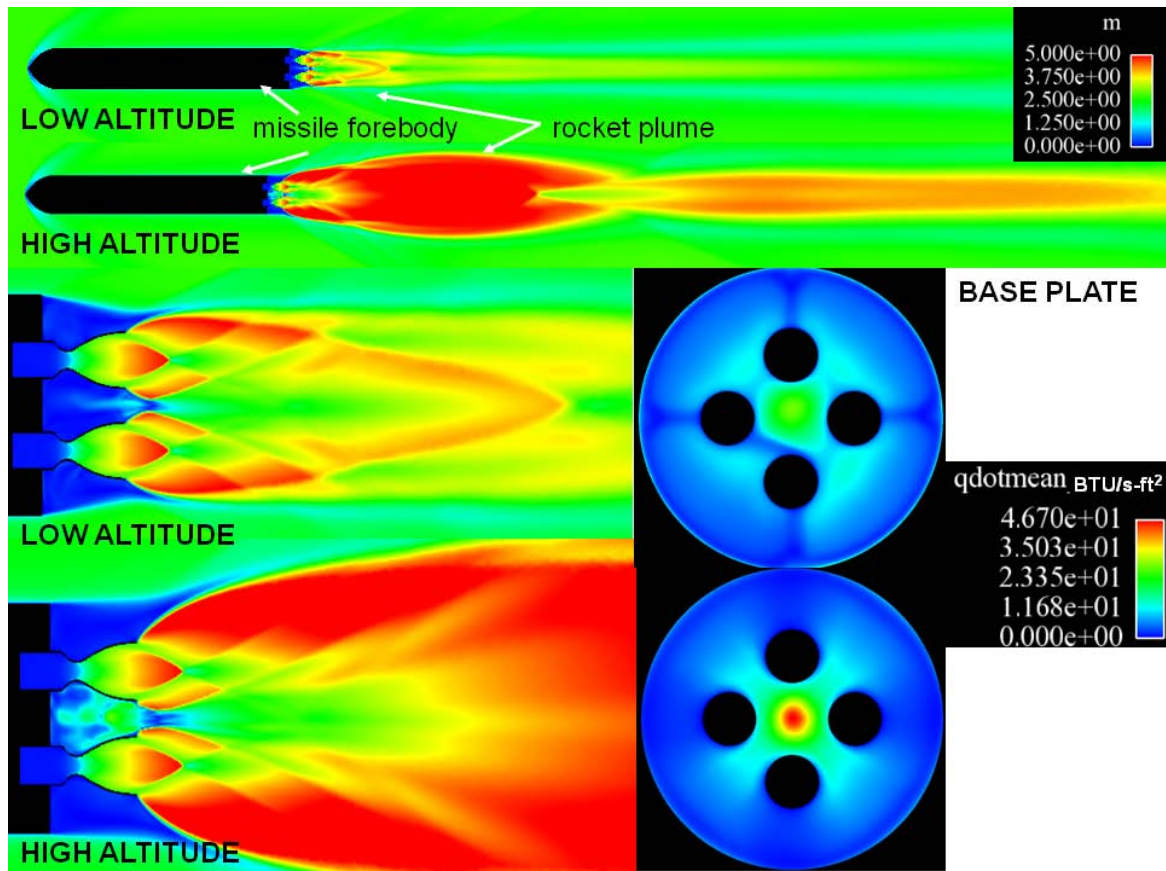 m
5.000e+00
3.750e+00
2.500e+00
1.250e+00
0.000e+00
LOW ALTITUDE
missile forebody
rocket plume
HIGH ALTITUDE
BASE PLATE
LOW ALTITUDE
qdotmean BTU/s-ft²
4.670e+01
3.503e+01
2.335e+01
1.168e+01
0.000e+00
HIGH ALTITUDE